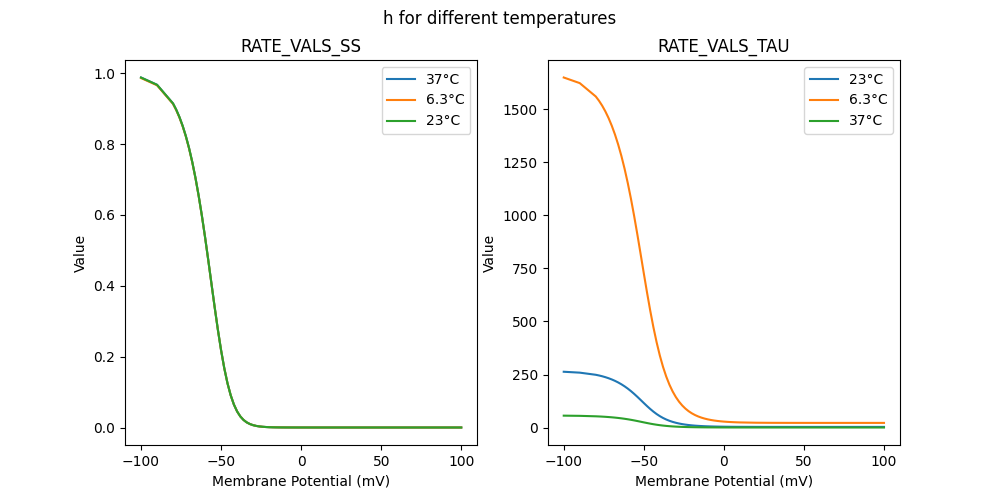 h for different temperatures
RATE_VALS_SS
1.0
0.8
0.6
0.4
0.2
0.0
Value
−100
−50
0
50
100
Membrane Potential (mV)
37°C
6.3°C
23°C
RATE_VALS_TAU
1500
1250
1000
750
500
250
0
Value
−100
−50
0
50
100
Membrane Potential (mV)
23°C
6.3°C
37°C